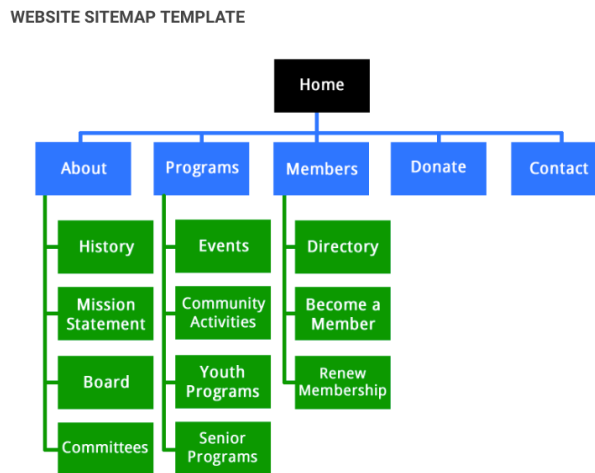 WEBSITE SITEMAP TEMPLATE
Home
About
Programs
Members
Donate
Contact
History
Events
Directory
Mission
Statement
Community
Activities
Become a
Member
Board
Youth
Programs
Renew
Membership
Committees
Senior
Programs